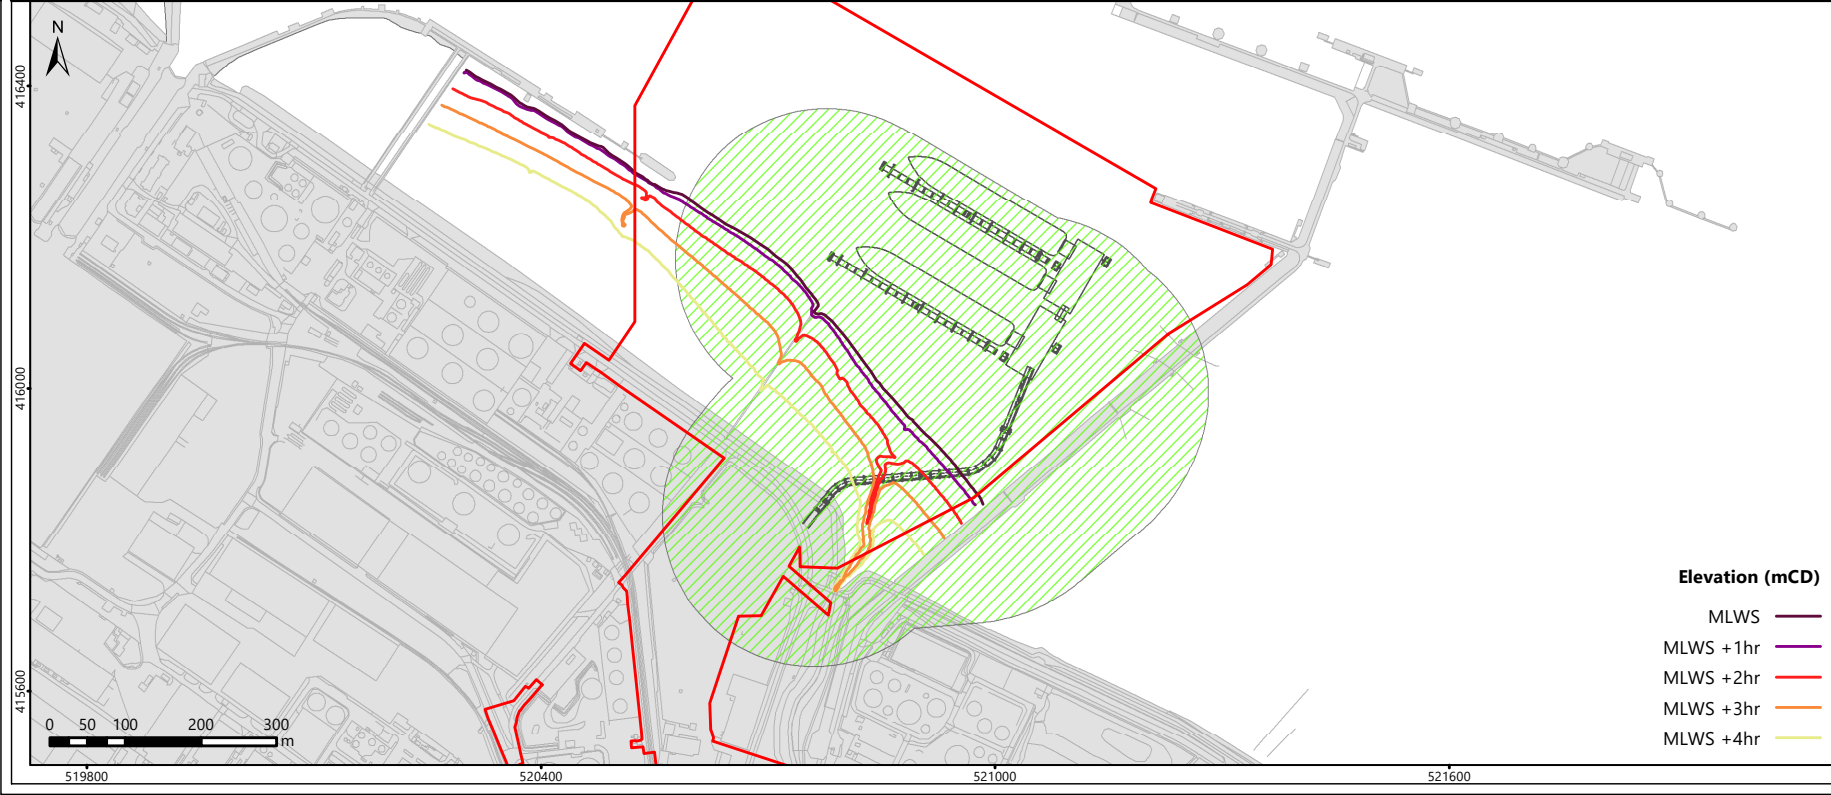 N
416400
416000
415600
Elevation (mCD)
MLWS
MLWS +1hr
MLWS +2hr
MLWS +3hr
MLWS +4hr
0 50 100 200 300
m
519800 520400 521000 521600